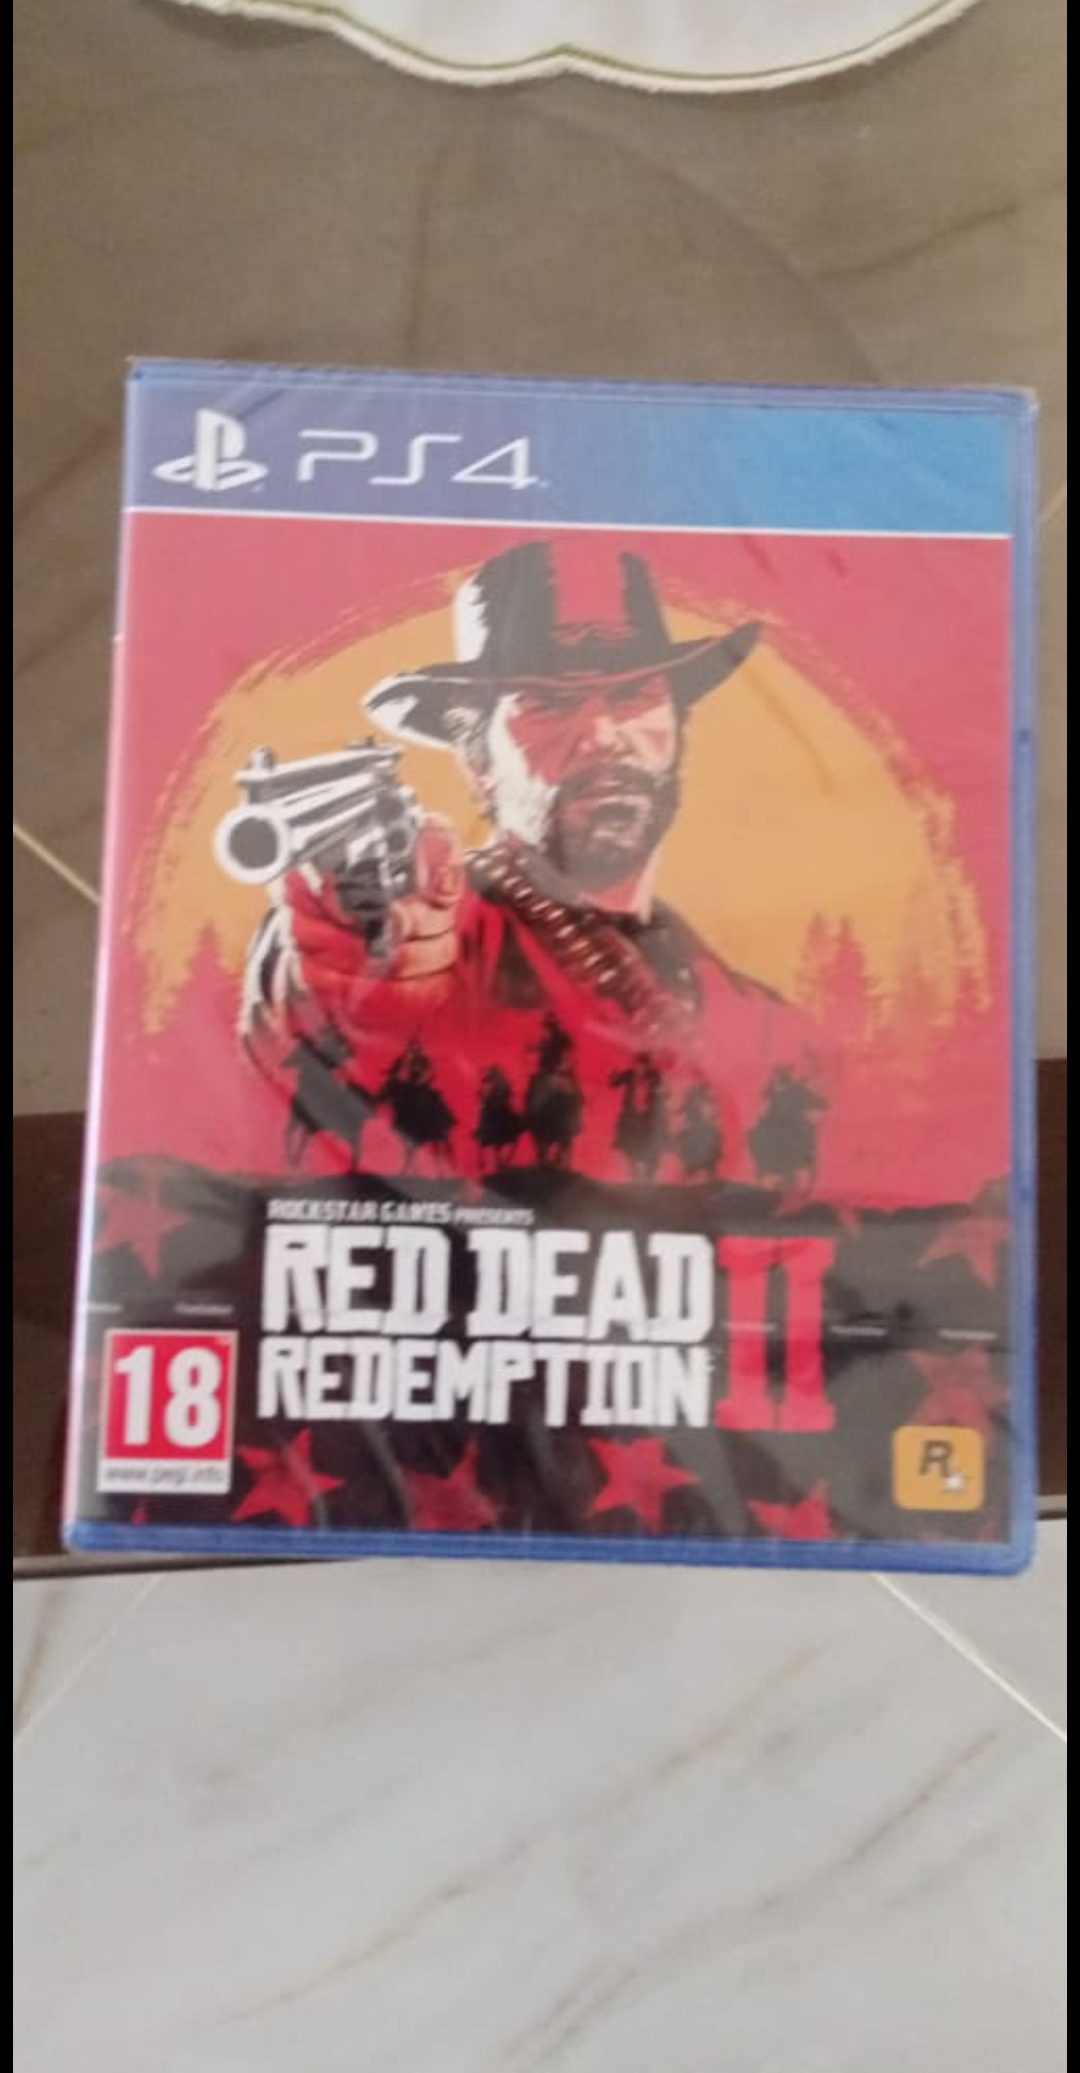 PS4
ROCKSTAR GAMES PRESENTS
RED DEAD
REDEMPTION II
18
www.pegi.info
R